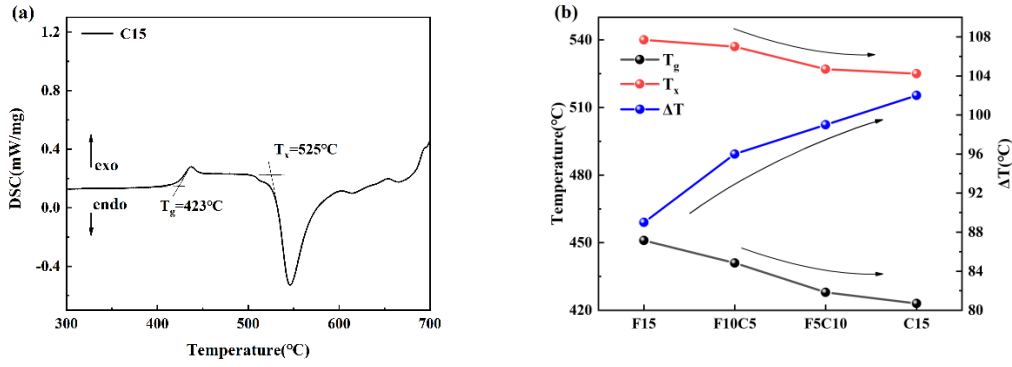 (a)
C15
1.2
0.8
0.4
0.0
-0.4
DSC(mW/mg)
exo
endo
Tₓ=525℃
T₉=423℃
300
400
500
600
700
Temperature(℃)
(b)
540
510
480
450
420
Temperature(℃)
T₉
Tₓ
ΔT
108
104
100
96
92
88
84
80
ΔT(℃)
F15
F10C5
F5C10
C15